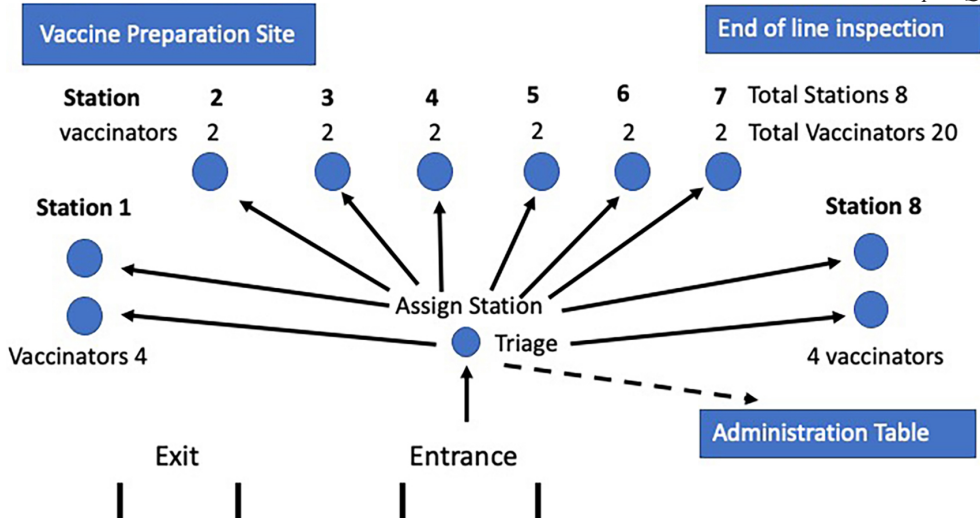 Vaccine Preparation Site
End of line inspection
Station 2 3 4 5 6 7 Total Stations 8
vaccinators 2 2 2 2 2 2 Total Vaccinators 20
Station 1
Station 8
Assign Station
Triage
Vaccinators 4
4 vaccinators
Administration Table
Exit
Entrance